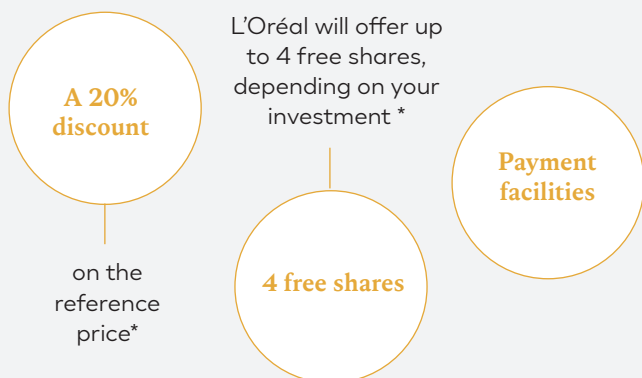 A 20%
discount
on the
reference
price*
L’Oréal will offer up
to 4 free shares,
depending on your
investment *
4 free shares
Payment
facilities